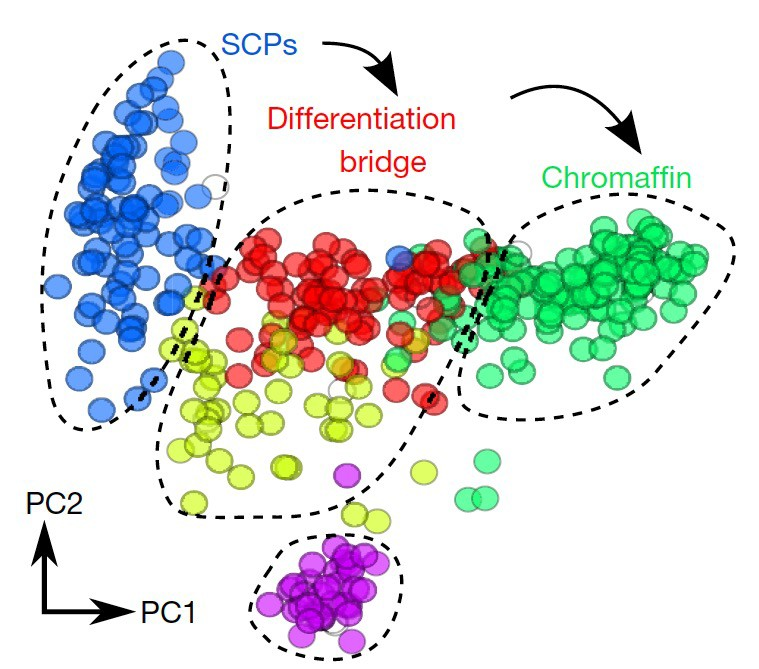 SCPs
Differentiation
bridge
Chromaffin
PC2
PC1